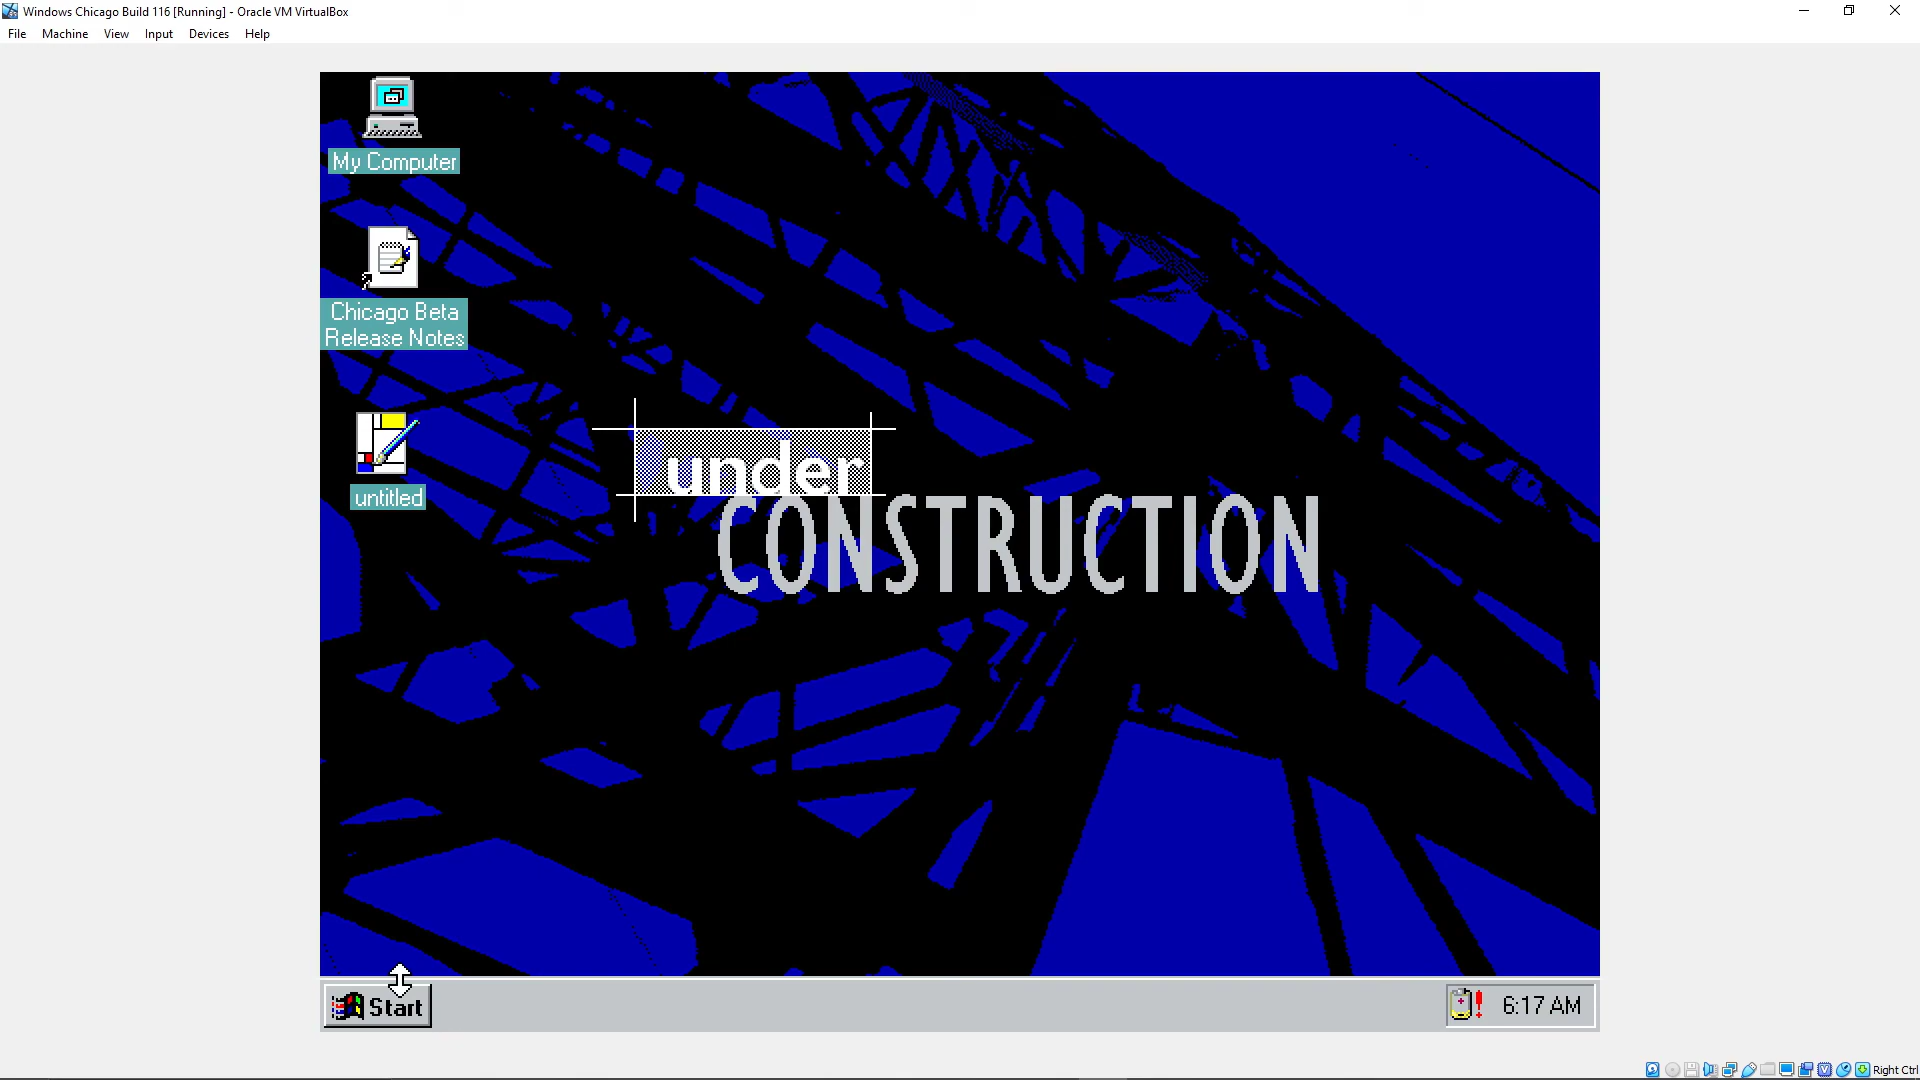 Windows Chicago Build 116 [Running] - Oracle VM VirtualBox
File Machine View Input Devices Help
My Computer
Chicago Beta
Release Notes
untitled
under
CONSTRUCTION
Start
6:17 AM
Right Ctrl